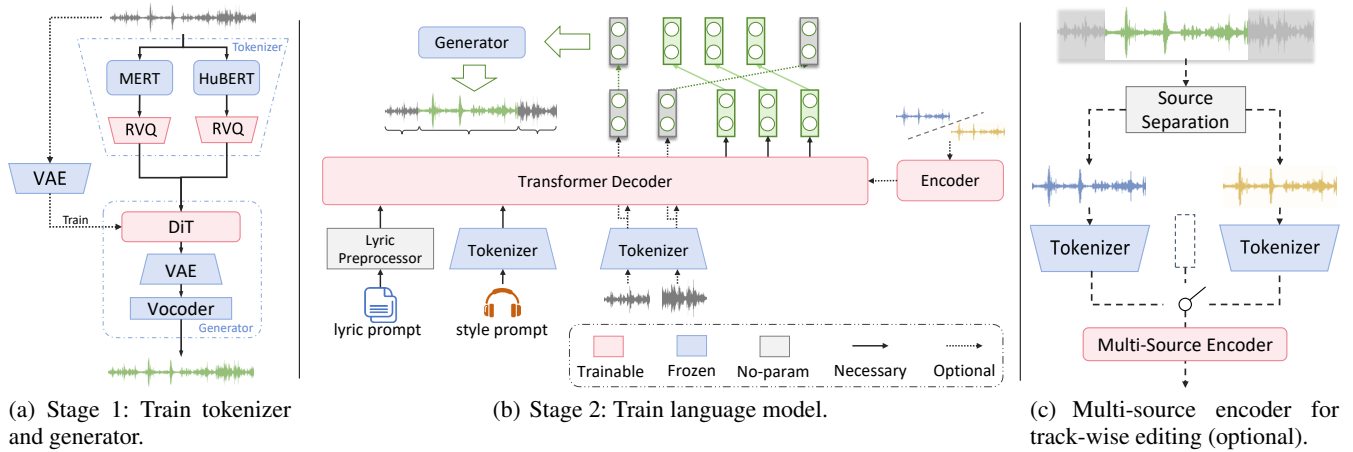 Tokenizer
MERT
HuBERT
RVQ
RVQ
VAE
Train
DiT
VAE
Vocoder
Generator
(a) Stage 1: Train tokenizer
and generator.
Generator
Transformer Decoder
Encoder
Lyric
Preprocessor
Tokenizer
Tokenizer
lyric prompt
style prompt
Trainable
Frozen
No-param
Necessary
Optional
(b) Stage 2: Train language model.
Source
Separation
Tokenizer
Tokenizer
Multi-Source Encoder
(c) Multi-source encoder for
track-wise editing (optional).